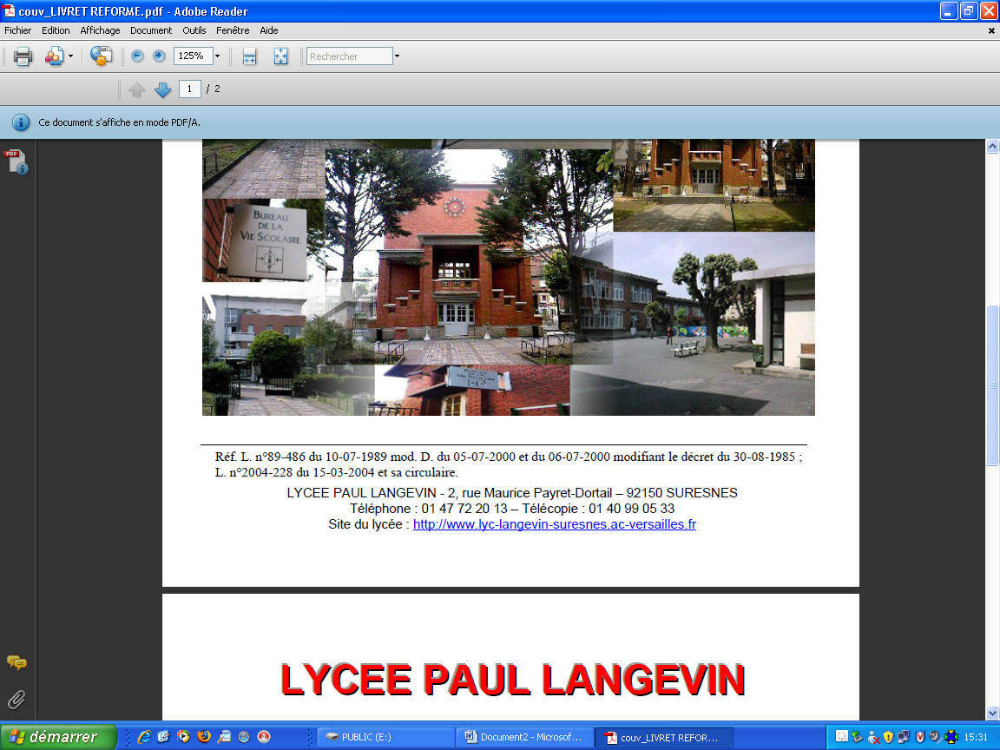 couv_LIVRET REFORME.pdf - Adobe Reader
Fichier Edition Affichage Document Outils Fenêtre Aide
125% Rechercher
1 / 2
Ce document s'affiche en mode PDF/A.
BUREAU
DE LA
VIE SCOLAIRE
Réf. L. n°89-486 du 10-07-1989 mod. D. du 05-07-2000 et du 06-07-2000 modifiant le décret du 30-08-1985 ;
L. n°2004-228 du 15-03-2004 et sa circulaire.
LYCEE PAUL LANGEVIN - 2, rue Maurice Payret-Dortail – 92150 SURESNES
Téléphone : 01 47 72 20 13 – Télécopie : 01 40 99 05 33
Site du lycée : http://www.lyc-langevin-suresnes.ac-versailles.fr
LYCEE PAUL LANGEVIN
démarrer PUBLIC (E:) Document2 - Microsof... couv_LIVRET REFOR... 15:31